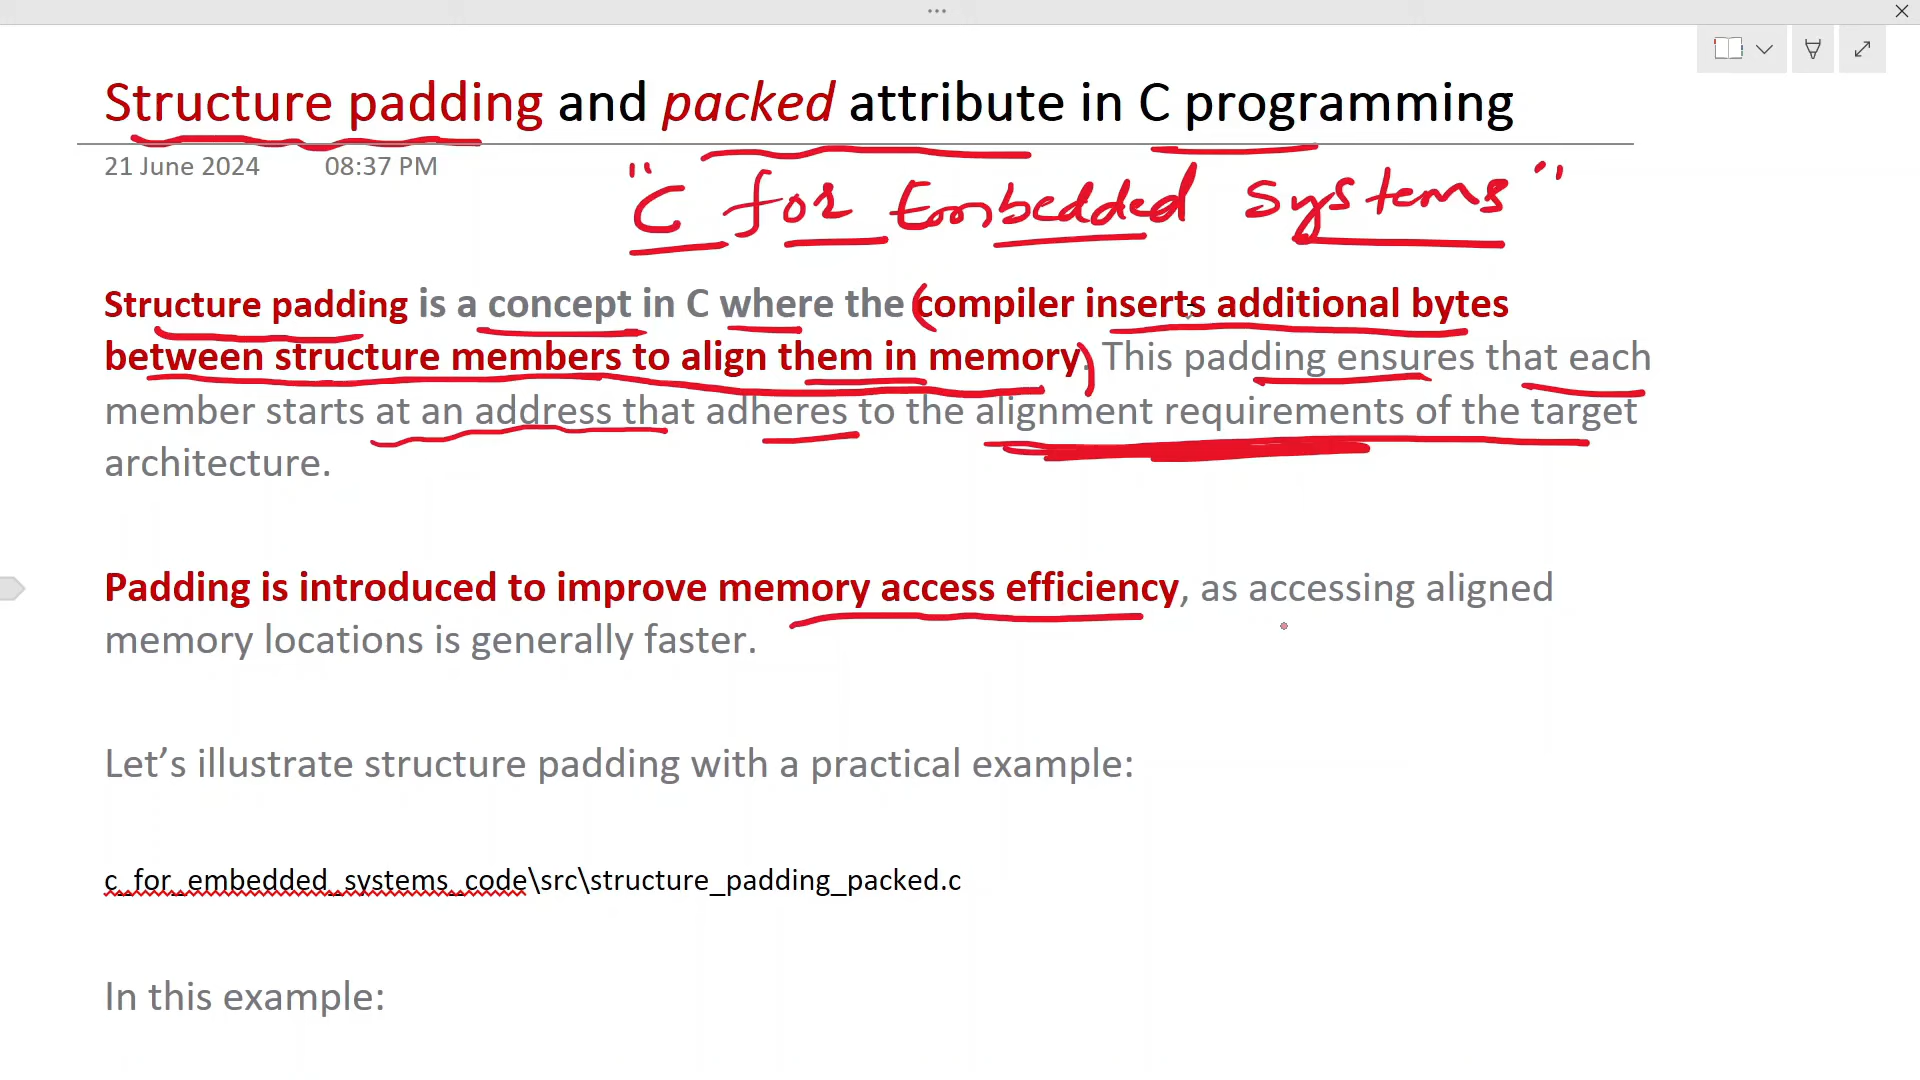 Structure padding and packed attribute in C programming
21 June 2024 08:37 PM
"C for Embedded Systems"
Structure padding is a concept in C where the (compiler inserts additional bytes
between structure members to align them in memory). This padding ensures that each
member starts at an address that adheres to the alignment requirements of the target
architecture.
Padding is introduced to improve memory access efficiency, as accessing aligned
memory locations is generally faster.
Let’s illustrate structure padding with a practical example:
c_for_embedded_systems_code\src\structure_padding_packed.c
In this example: